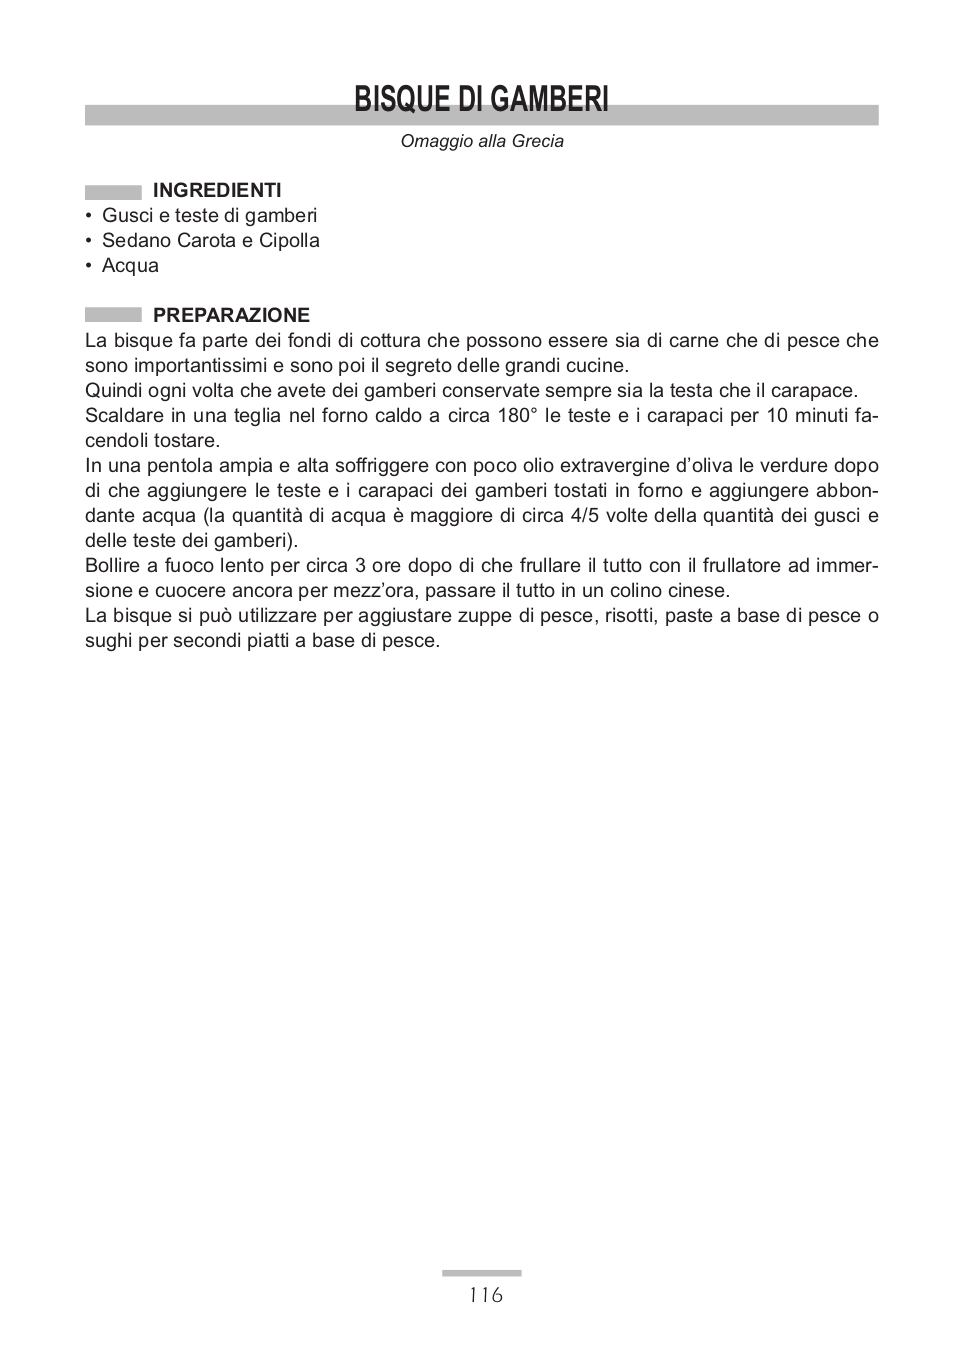 BISQUE DI GAMBERI
Omaggio alla Grecia
INGREDIENTI
• Gusci e teste di gamberi
• Sedano Carota e Cipolla
• Acqua
PREPARAZIONE
La bisque fa parte dei fondi di cottura che possono essere sia di carne che di pesce che
sono importantissimi e sono poi il segreto delle grandi cucine.
Quindi ogni volta che avete dei gamberi conservate sempre sia la testa che il carapace.
Scaldare in una teglia nel forno caldo a circa 180° le teste e i carapaci per 10 minuti fa-
cendoli tostare.
In una pentola ampia e alta soffriggere con poco olio extravergine d’oliva le verdure dopo
di che aggiungere le teste e i carapaci dei gamberi tostati in forno e aggiungere abbon-
dante acqua (la quantità di acqua è maggiore di circa 4/5 volte della quantità dei gusci e
delle teste dei gamberi).
Bollire a fuoco lento per circa 3 ore dopo di che frullare il tutto con il frullatore ad immer-
sione e cuocere ancora per mezz’ora, passare il tutto in un colino cinese.
La bisque si può utilizzare per aggiustare zuppe di pesce, risotti, paste a base di pesce o
sughi per secondi piatti a base di pesce.
116